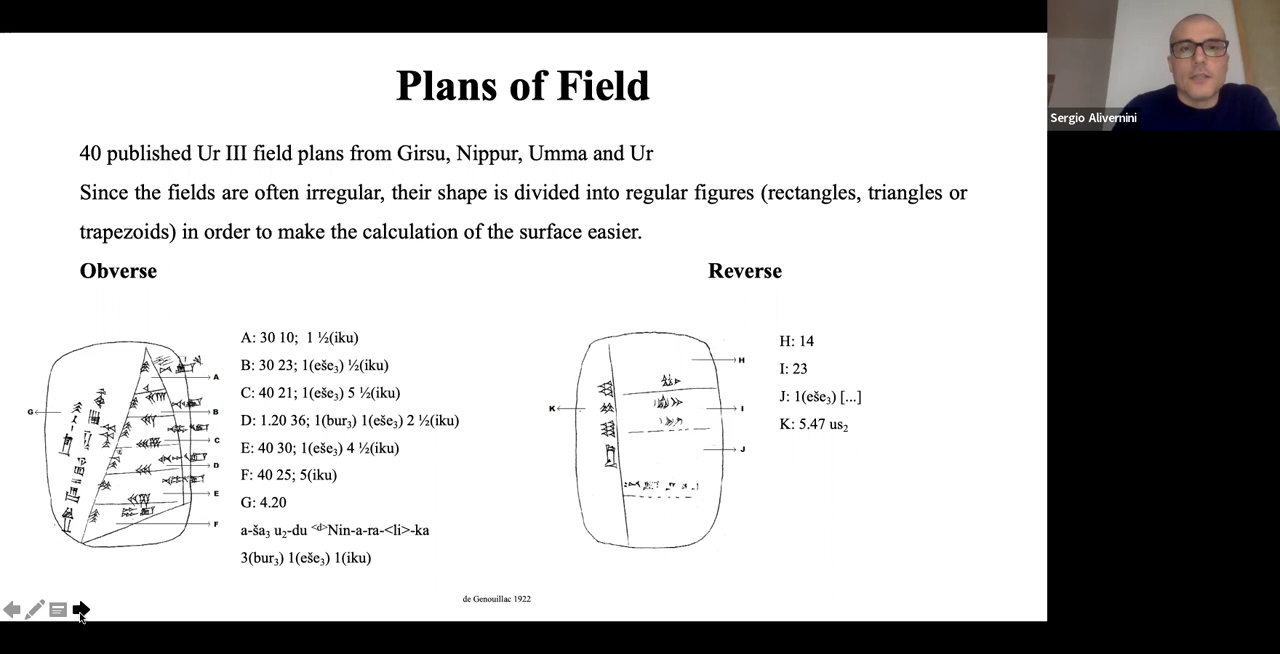 Plans of Field
40 published Ur III field plans from Girsu, Nippur, Umma and Ur
Since the fields are often irregular, their shape is divided into regular figures (rectangles, triangles or
trapezoids) in order to make the calculation of the surface easier.
Obverse
Reverse
A
B
C
D
E
F
G
A: 30 10; 1 ½(iku)
B: 30 23; 1(eše₃) ½(iku)
C: 40 21; 1(eše₃) 5 ½(iku)
D: 1.20 36; 1(bur₃) 1(eše₃) 2 ½(iku)
E: 40 30; 1(eše₃) 4 ½(iku)
F: 40 25; 5(iku)
G: 4.20
a-ša₃ u₂-du <d>Nin-a-ra-<li>-ka
3(bur₃) 1(eše₃) 1(iku)
H
I
J
K
H: 14
I: 23
J: 1(eše₃) [...]
K: 5.47 us₂
de Genouillac 1922
Sergio Alivernini